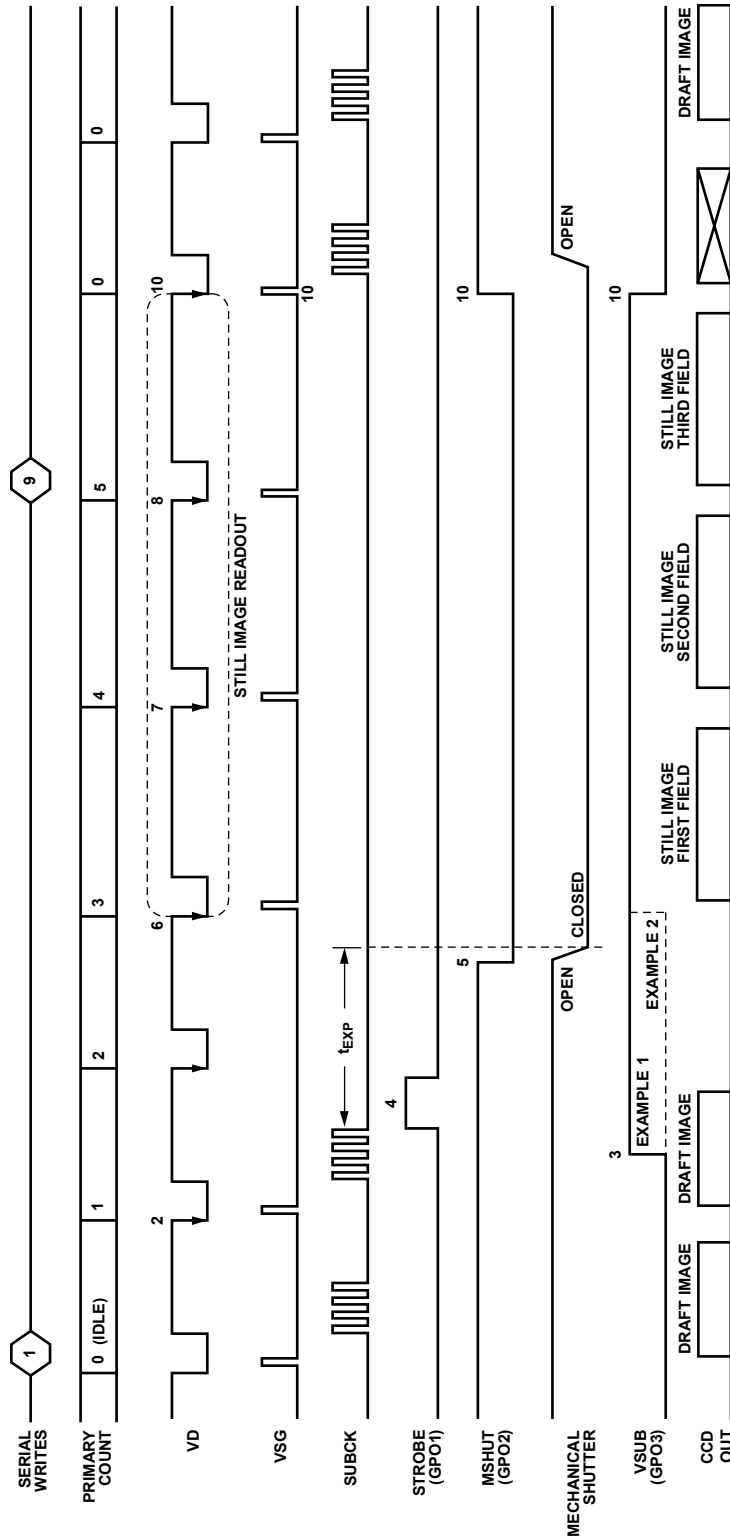 SERIAL
WRITES
1
9
PRIMARY
COUNT
0 (IDLE)
1
2
3
4
5
0
0
VD
2
6
7
8
10
STILL IMAGE READOUT
VSG
10
SUBCK
tEXP
STROBE
(GPO1)
4
MSHUT
(GPO2)
5
10
MECHANICAL
SHUTTER
OPEN
CLOSED
OPEN
VSUB
(GPO3)
3
EXAMPLE 1
EXAMPLE 2
10
CCD
OUT
DRAFT IMAGE
DRAFT IMAGE
STILL IMAGE
FIRST FIELD
STILL IMAGE
SECOND FIELD
STILL IMAGE
THIRD FIELD
DRAFT IMAGE